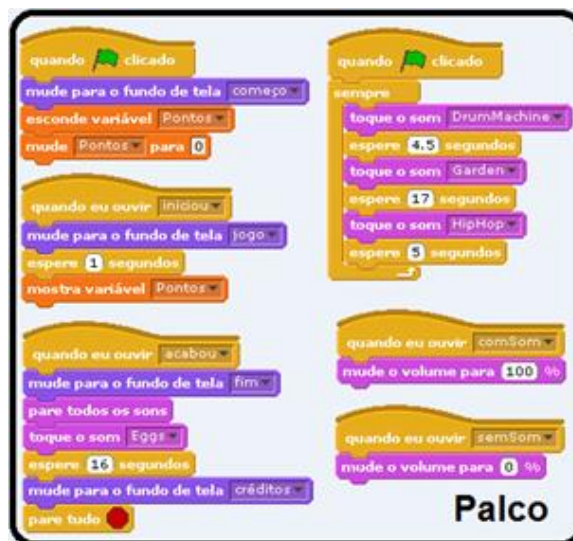 quando clicado
mude para o fundo de tela começo
esconde variável Pontos
mude Pontos para 0
quando eu ouvir iniciou
mude para o fundo de tela jogo
espere 1 segundos
mostra variável Pontos
quando eu ouvir acabou
mude para o fundo de tela fim
pare todos os sons
toque o som Eggs
espere 16 segundos
mude para o fundo de tela créditos
pare tudo
quando clicado
sempre
toque o som DrumMachine
espere 4.5 segundos
toque o som Garden
espere 17 segundos
toque o som HipHop
espere 5 segundos
quando eu ouvir comSom
mude o volume para 100 %
quando eu ouvir semSom
mude o volume para 0 %
Palco